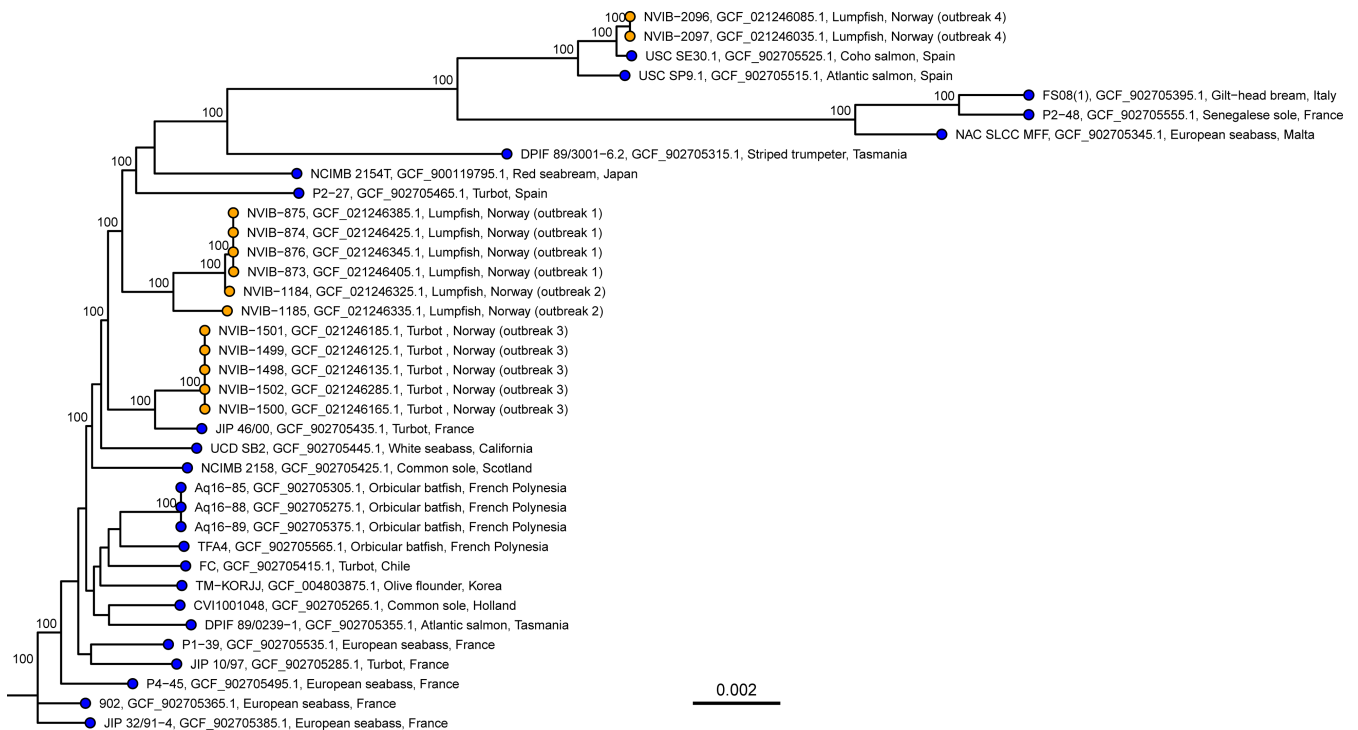 100 NVIB−2096, GCF_021246085.1, Lumpfish, Norway (outbreak 4)
100 NVIB−2097, GCF_021246035.1, Lumpfish, Norway (outbreak 4)
100 USC SE30.1, GCF_902705525.1, Coho salmon, Spain
USC SP9.1, GCF_902705515.1, Atlantic salmon, Spain
100
100 FS08(1), GCF_902705395.1, Gilt−head bream, Italy
100 P2−48, GCF_902705555.1, Senegalese sole, France
100 NAC SLCC MFF, GCF_902705345.1, European seabass, Malta
DPIF 89/3001−6.2, GCF_902705315.1, Striped trumpeter, Tasmania
100 NCIMB 2154T, GCF_900119795.1, Red seabream, Japan
P2−27, GCF_902705465.1, Turbot, Spain
NVIB−875, GCF_021246385.1, Lumpfish, Norway (outbreak 1)
100 NVIB−874, GCF_021246425.1, Lumpfish, Norway (outbreak 1)
100 NVIB−876, GCF_021246345.1, Lumpfish, Norway (outbreak 1)
100 NVIB−873, GCF_021246405.1, Lumpfish, Norway (outbreak 1)
100 NVIB−1184, GCF_021246325.1, Lumpfish, Norway (outbreak 2)
100 NVIB−1185, GCF_021246335.1, Lumpfish, Norway (outbreak 2)
NVIB−1501, GCF_021246185.1, Turbot , Norway (outbreak 3)
NVIB−1499, GCF_021246125.1, Turbot , Norway (outbreak 3)
NVIB−1498, GCF_021246135.1, Turbot , Norway (outbreak 3)
100 NVIB−1502, GCF_021246285.1, Turbot , Norway (outbreak 3)
NVIB−1500, GCF_021246165.1, Turbot , Norway (outbreak 3)
100 JIP 46/00, GCF_902705435.1, Turbot, France
UCD SB2, GCF_902705445.1, White seabass, California
NCIMB 2158, GCF_902705425.1, Common sole, Scotland
Aq16−85, GCF_902705305.1, Orbicular batfish, French Polynesia
100 Aq16−88, GCF_902705275.1, Orbicular batfish, French Polynesia
Aq16−89, GCF_902705375.1, Orbicular batfish, French Polynesia
TFA4, GCF_902705565.1, Orbicular batfish, French Polynesia
FC, GCF_902705415.1, Turbot, Chile
TM−KORJJ, GCF_004803875.1, Olive flounder, Korea
CVI1001048, GCF_902705265.1, Common sole, Holland
100 DPIF 89/0239−1, GCF_902705355.1, Atlantic salmon, Tasmania
P1−39, GCF_902705535.1, European seabass, France
100 JIP 10/97, GCF_902705285.1, Turbot, France
P4−45, GCF_902705495.1, European seabass, France
0.002
902, GCF_902705365.1, European seabass, France
JIP 32/91−4, GCF_902705385.1, European seabass, France